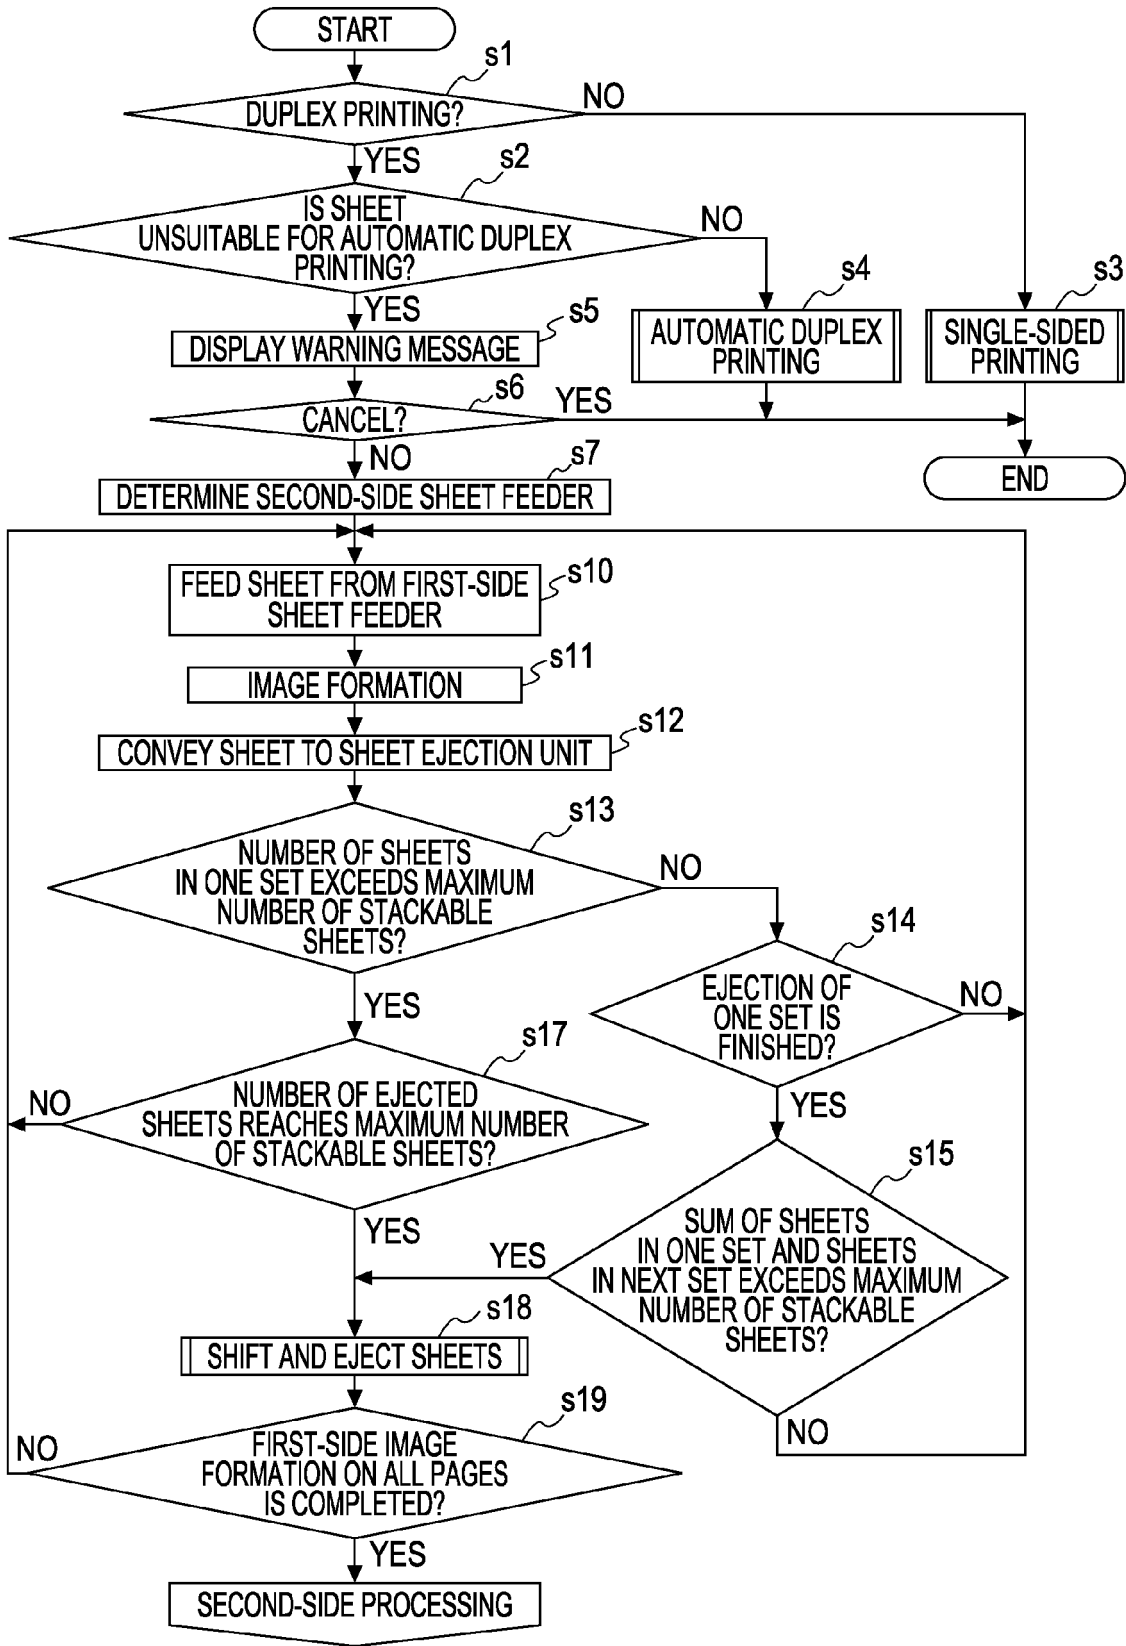 START
s1
DUPLEX PRINTING?
NO
YES
s2
IS SHEET
UNSUITABLE FOR AUTOMATIC DUPLEX
PRINTING?
NO
YES
s4
s3
s5
DISPLAY WARNING MESSAGE
AUTOMATIC DUPLEX
PRINTING
SINGLE-SIDED
PRINTING
s6
CANCEL?
YES
NO
END
s7
DETERMINE SECOND-SIDE SHEET FEEDER
s10
FEED SHEET FROM FIRST-SIDE
SHEET FEEDER
s11
IMAGE FORMATION
s12
CONVEY SHEET TO SHEET EJECTION UNIT
s13
NUMBER OF SHEETS
IN ONE SET EXCEEDS MAXIMUM
NUMBER OF STACKABLE
SHEETS?
NO
YES
s14
EJECTION OF
ONE SET IS
FINISHED?
NO
YES
s17
NUMBER OF EJECTED
SHEETS REACHES MAXIMUM NUMBER
OF STACKABLE SHEETS?
NO
YES
s15
SUM OF SHEETS
IN ONE SET AND SHEETS
IN NEXT SET EXCEEDS MAXIMUM
NUMBER OF STACKABLE
SHEETS?
YES
NO
s18
SHIFT AND EJECT SHEETS
s19
FIRST-SIDE IMAGE
FORMATION ON ALL PAGES
IS COMPLETED?
NO
YES
SECOND-SIDE PROCESSING